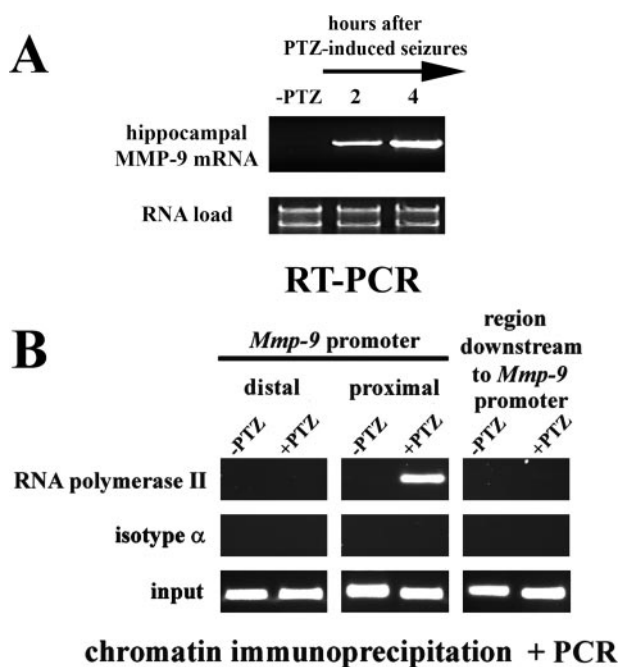 A
hours after
PTZ-induced seizures
-PTZ 2 4
hippocampal
MMP-9 mRNA
RNA load
RT-PCR
B
Mmp-9 promoter
region
downstream
to Mmp-9
promoter
distal
proximal
-PTZ +PTZ -PTZ +PTZ -PTZ +PTZ
RNA polymerase II
isotype α
input
chromatin immunoprecipitation + PCR